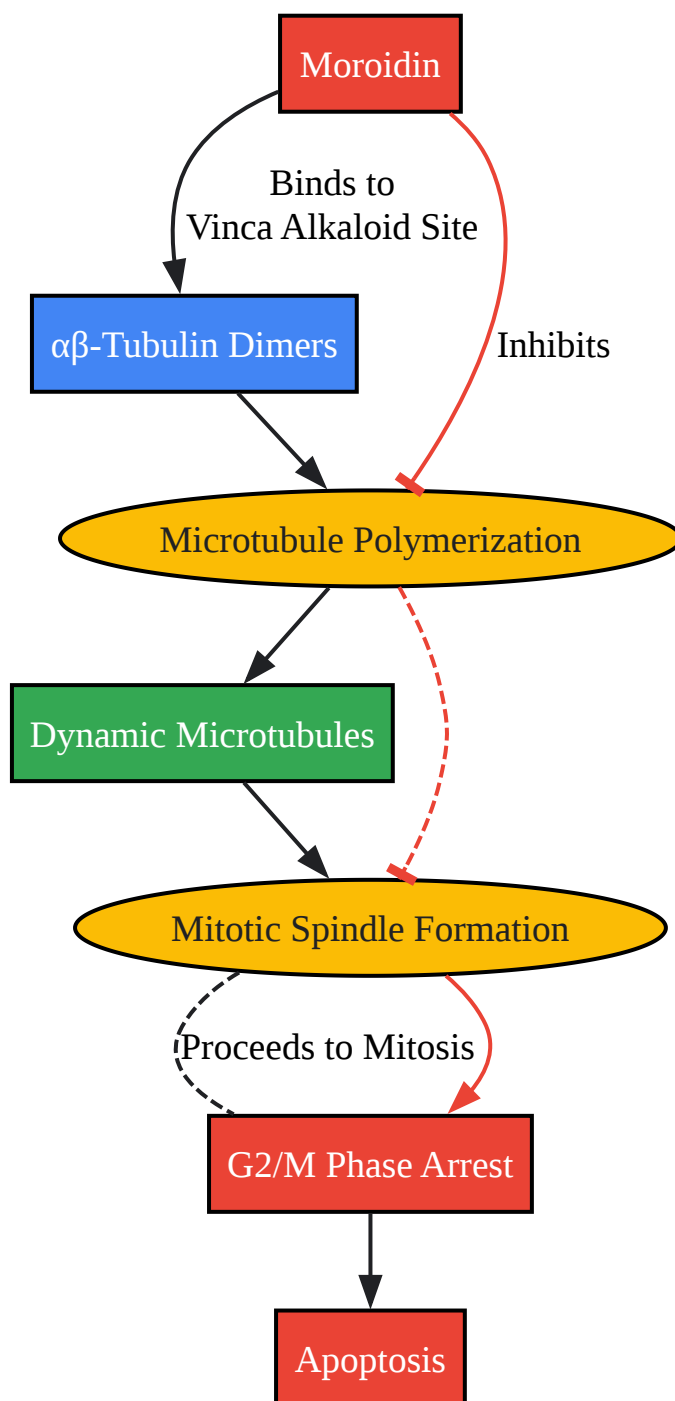 Moroidin
Binds to
Vinca Alkaloid Site
αβ-Tubulin Dimers
Inhibits
Microtubule Polymerization
Dynamic Microtubules
Mitotic Spindle Formation
Proceeds to Mitosis
G2/M Phase Arrest
Apoptosis